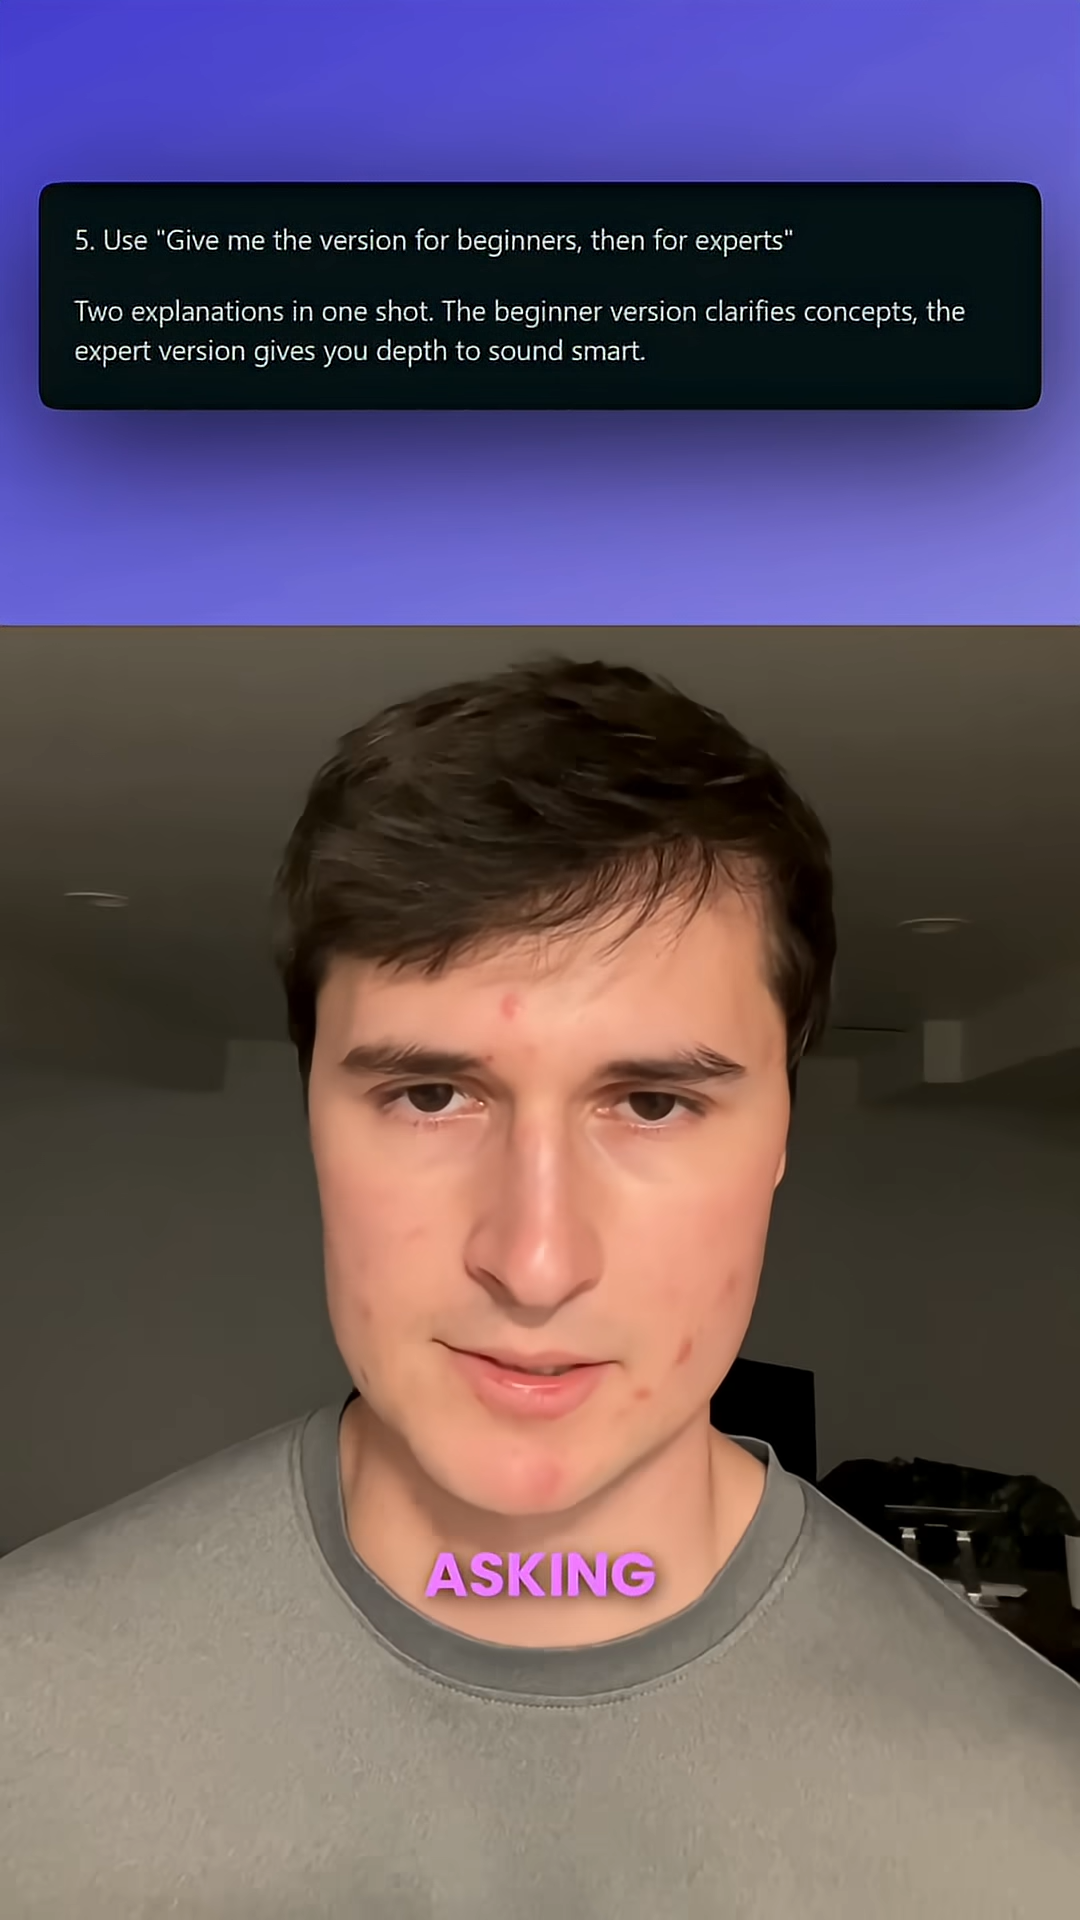 5. Use "Give me the version for beginners, then for experts"
Two explanations in one shot. The beginner version clarifies concepts, the
expert version gives you depth to sound smart.
ASKING